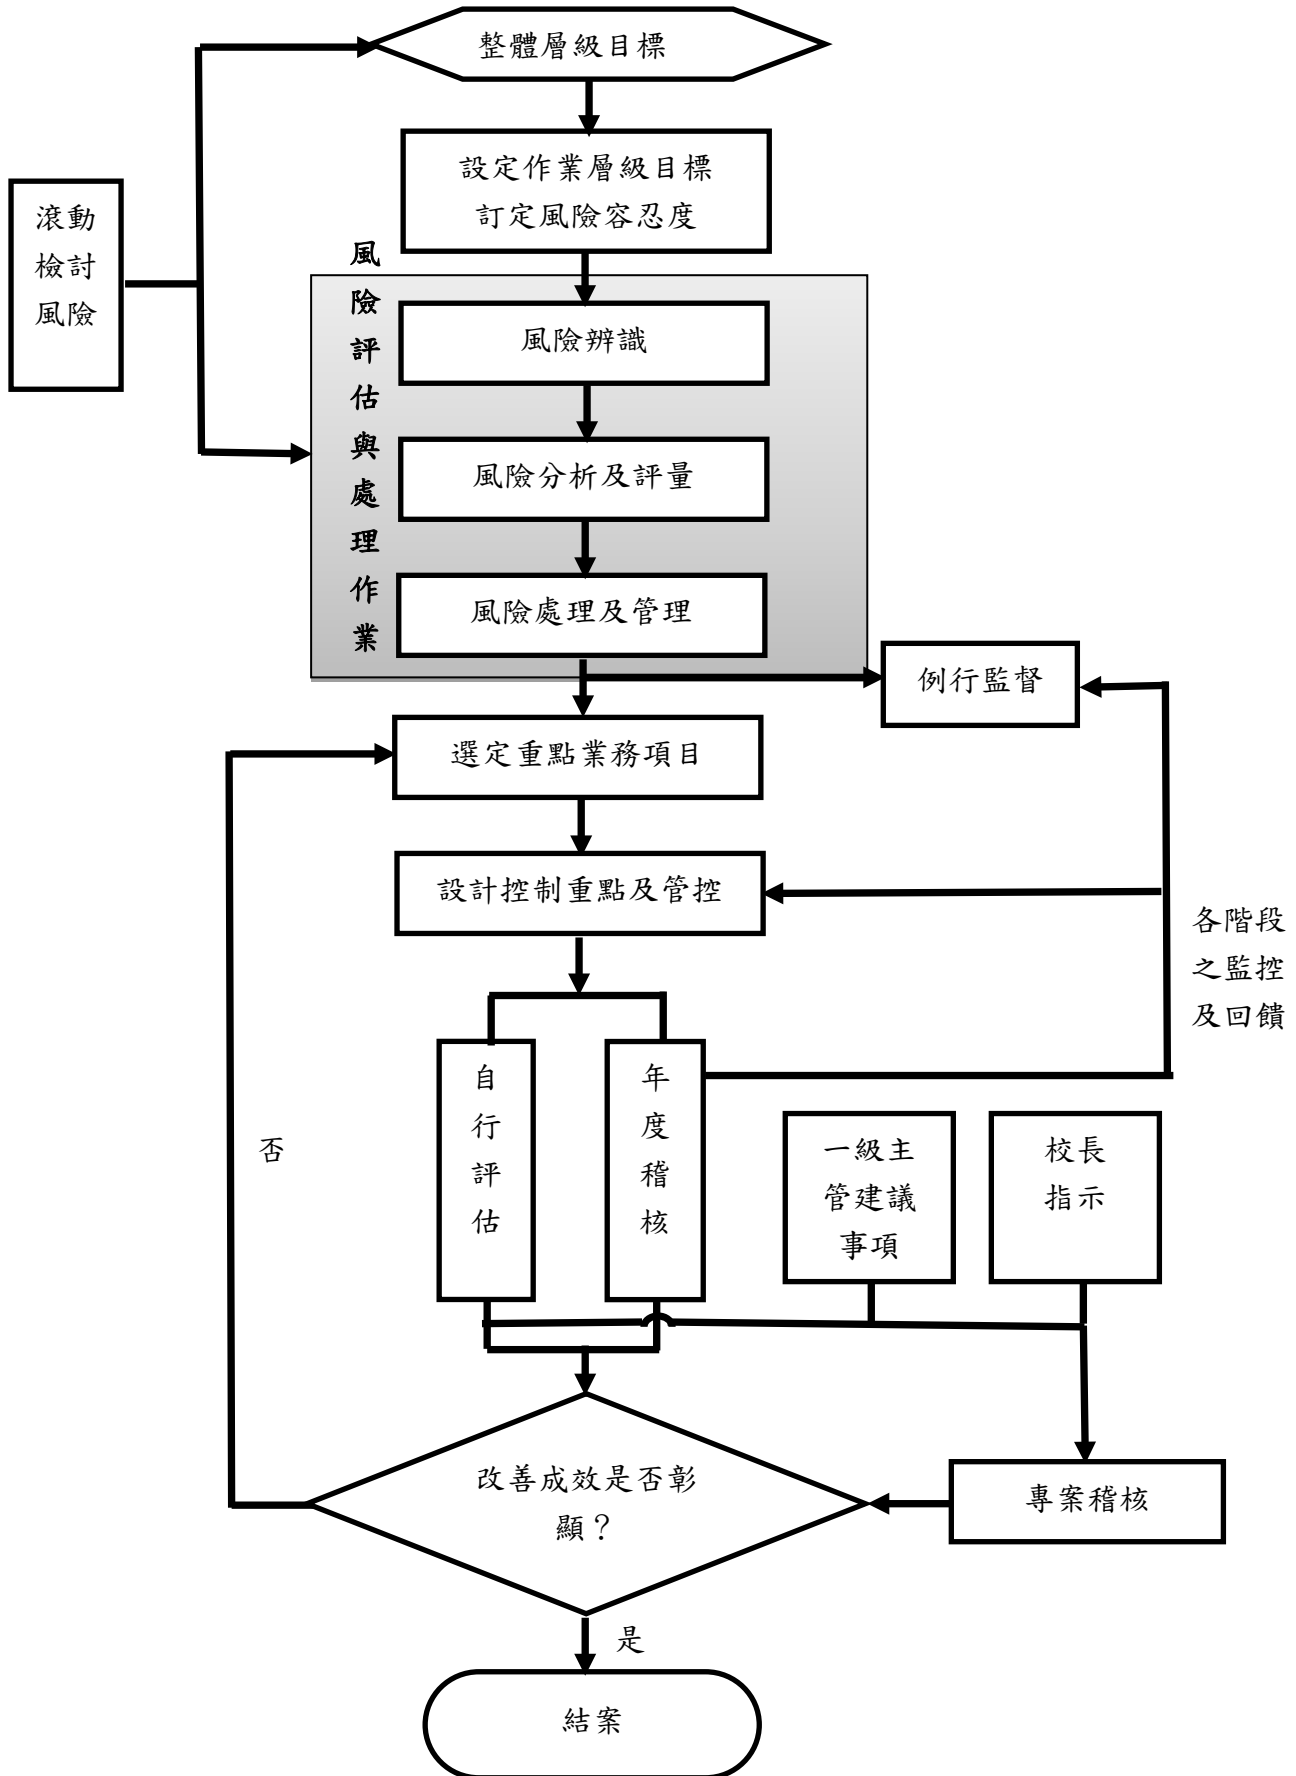 整體層級目標
設定作業層級目標
訂定風險容忍度
滾動
檢討
風險
風險評估與處理作業
風險辨識
風險分析及評量
風險處理及管理
例行監督
選定重點業務項目
設計控制重點及管控
各階段
之監控
及回饋
自行評估
年度稽核
一級主
管建議
事項
校長
指示
否
改善成效是否彰
顯？
專案稽核
是
結案